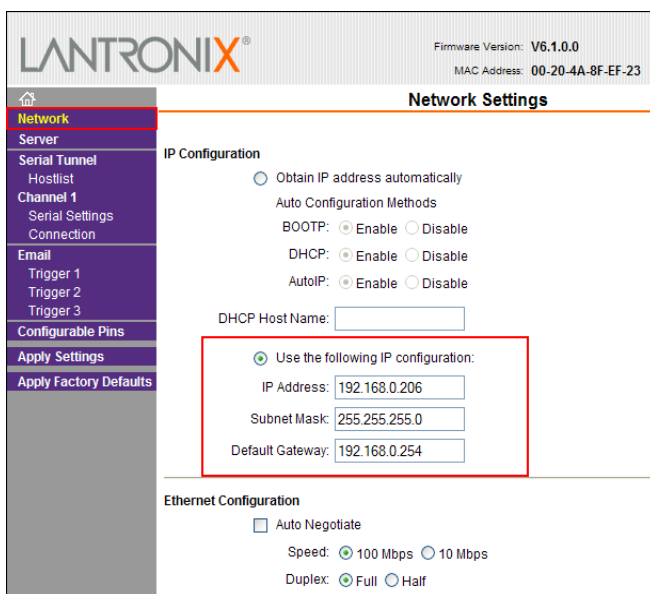 LANTRONIX®
Firmware Version: V6.1.0.0
MAC Address: 00-20-4A-8F-EF-23
Network
Server
Serial Tunnel
Hostlist
Channel 1
Serial Settings
Connection
Email
Trigger 1
Trigger 2
Trigger 3
Configurable Pins
Apply Settings
Apply Factory Defaults
Network Settings
IP Configuration
Obtain IP address automatically
Auto Configuration Methods
BOOTP: Enable Disable
DHCP: Enable Disable
AutoIP: Enable Disable
DHCP Host Name:
Use the following IP configuration:
IP Address: 192.168.0.206
Subnet Mask: 255.255.255.0
Default Gateway: 192.168.0.254
Ethernet Configuration
Auto Negotiate
Speed: 100 Mbps 10 Mbps
Duplex: Full Half